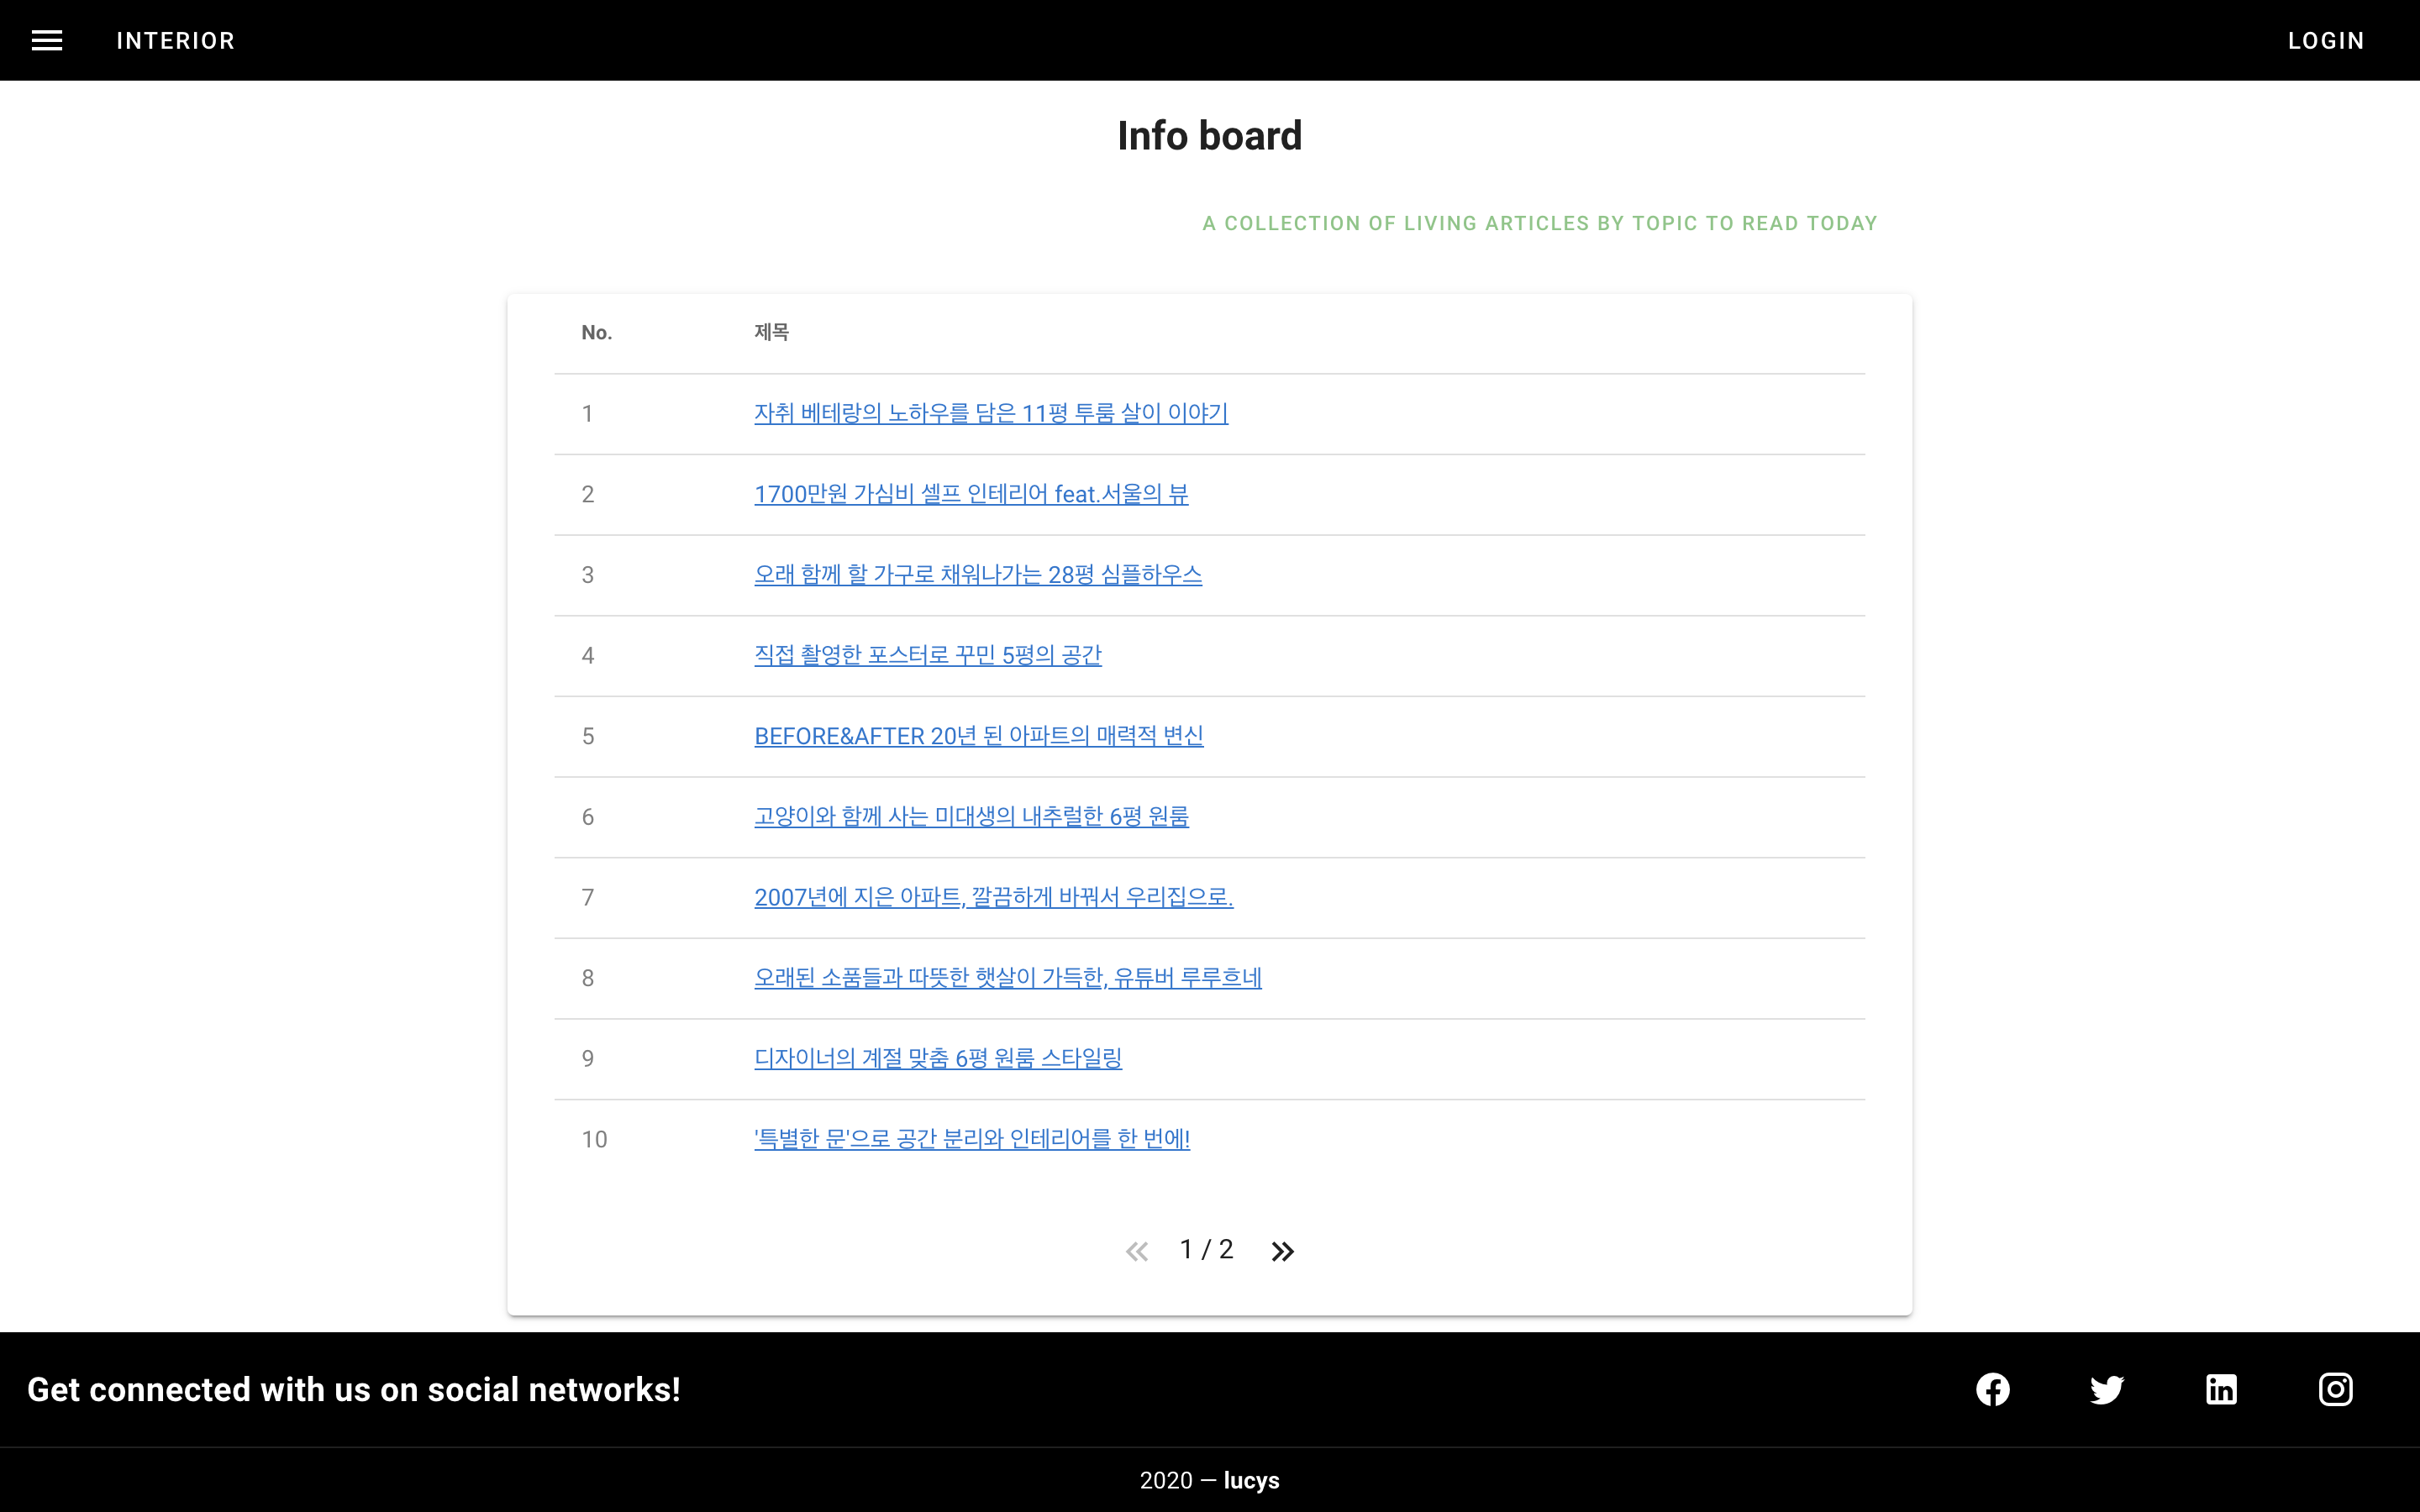 INTERIOR LOGIN
Info board
A COLLECTION OF LIVING ARTICLES BY TOPIC TO READ TODAY
No. 제목
1 자취 베테랑의 노하우를 담은 11평 투룸 살이 이야기
2 1700만원 가심비 셀프 인테리어 feat.서울의 뷰
3 오래 함께 할 가구로 채워나가는 28평 심플하우스
4 직접 촬영한 포스터로 꾸민 5평의 공간
5 BEFORE&AFTER 20년 된 아파트의 매력적 변신
6 고양이와 함께 사는 미대생의 내추럴한 6평 원룸
7 2007년에 지은 아파트, 깔끔하게 바꿔서 우리집으로.
8 오래된 소품들과 따뜻한 햇살이 가득한, 유튜버 루루흐네
9 디자이너의 계절 맞춤 6평 원룸 스타일링
10 '특별한 문'으로 공간 분리와 인테리어를 한 번에!
1 / 2
Get connected with us on social networks!
2020 — lucys